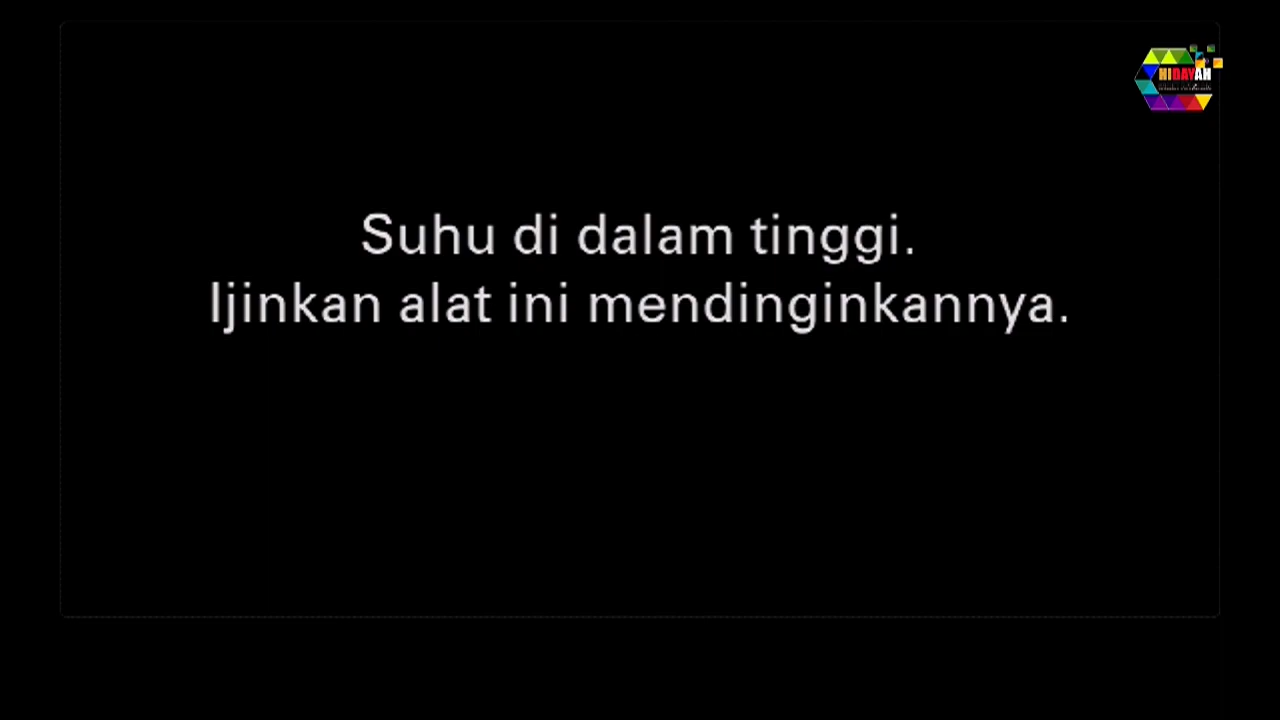 HIDAYAH
Suhu di dalam tinggi.
Ijinkan alat ini mendinginkannya.